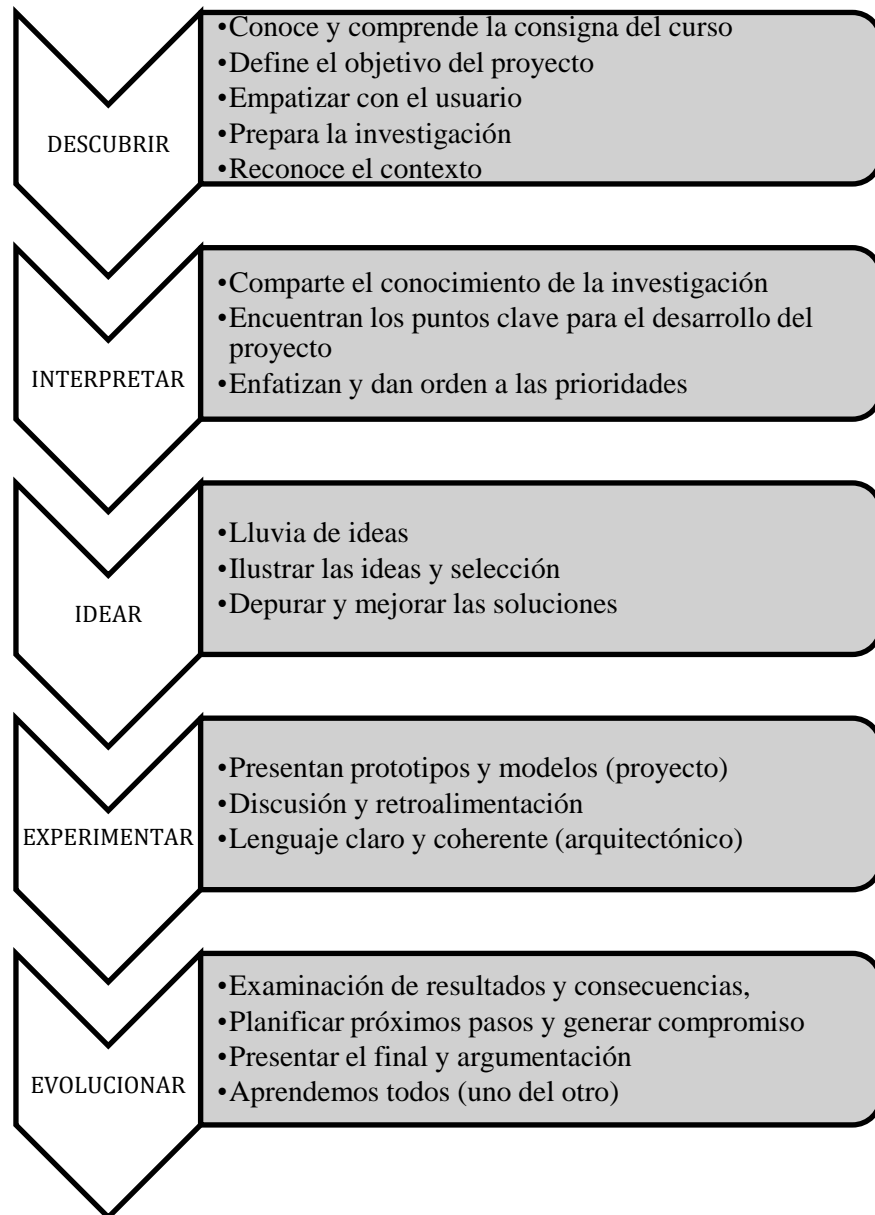 DESCUBRIR
•Conoce y comprende la consigna del curso
•Define el objetivo del proyecto
•Empatizar con el usuario
•Prepara la investigación
•Reconoce el contexto
INTERPRETAR
•Comparte el conocimiento de la investigación
•Encuentran los puntos clave para el desarrollo del
proyecto
•Enfatizan y dan orden a las prioridades
IDEAR
•Lluvia de ideas
•Ilustrar las ideas y selección
•Depurar y mejorar las soluciones
EXPERIMENTAR
•Presentan prototipos y modelos (proyecto)
•Discusión y retroalimentación
•Lenguaje claro y coherente (arquitectónico)
EVOLUCIONAR
•Examinación de resultados y consecuencias,
•Planificar próximos pasos y generar compromiso
•Presentar el final y argumentación
•Aprendemos todos (uno del otro)